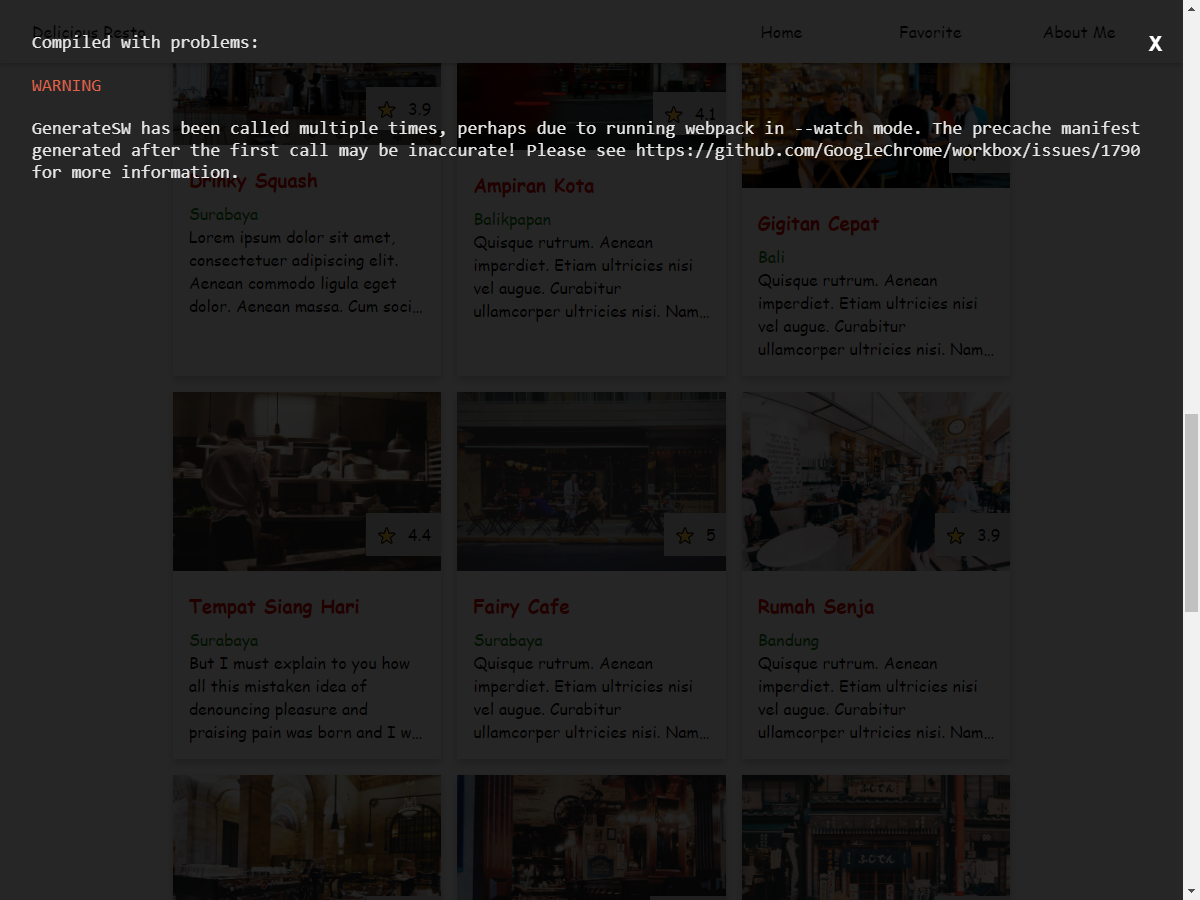 Delicious Resto
Home
Favorite
About Me
Compiled with problems:
X
WARNING
GenerateSW has been called multiple times, perhaps due to running webpack in --watch mode. The precache manifest
generated after the first call may be inaccurate! Please see https://github.com/GoogleChrome/workbox/issues/1790
for more information.
3.9
Drinky Squash
Surabaya
Lorem ipsum dolor sit amet,
consectetuer adipiscing elit.
Aenean commodo ligula eget
dolor. Aenean massa. Cum soci...
4.1
Ampiran Kota
Balikpapan
Quisque rutrum. Aenean
imperdiet. Etiam ultricies nisi
vel augue. Curabitur
ullamcorper ultricies nisi. Nam...
Gigitan Cepat
Bali
Quisque rutrum. Aenean
imperdiet. Etiam ultricies nisi
vel augue. Curabitur
ullamcorper ultricies nisi. Nam...
4.4
Tempat Siang Hari
Surabaya
But I must explain to you how
all this mistaken idea of
denouncing pleasure and
praising pain was born and I w...
5
Fairy Cafe
Surabaya
Quisque rutrum. Aenean
imperdiet. Etiam ultricies nisi
vel augue. Curabitur
ullamcorper ultricies nisi. Nam...
3.9
Rumah Senja
Bandung
Quisque rutrum. Aenean
imperdiet. Etiam ultricies nisi
vel augue. Curabitur
ullamcorper ultricies nisi. Nam...